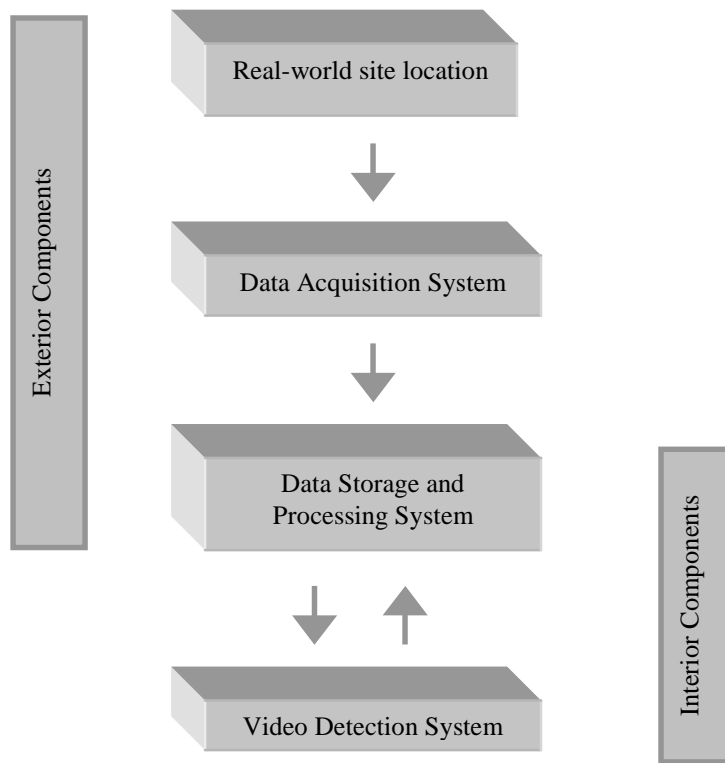 Real-world site location
Exterior Components
Data Acquisition System
Data Storage and
Processing System
Interior Components
Video Detection System